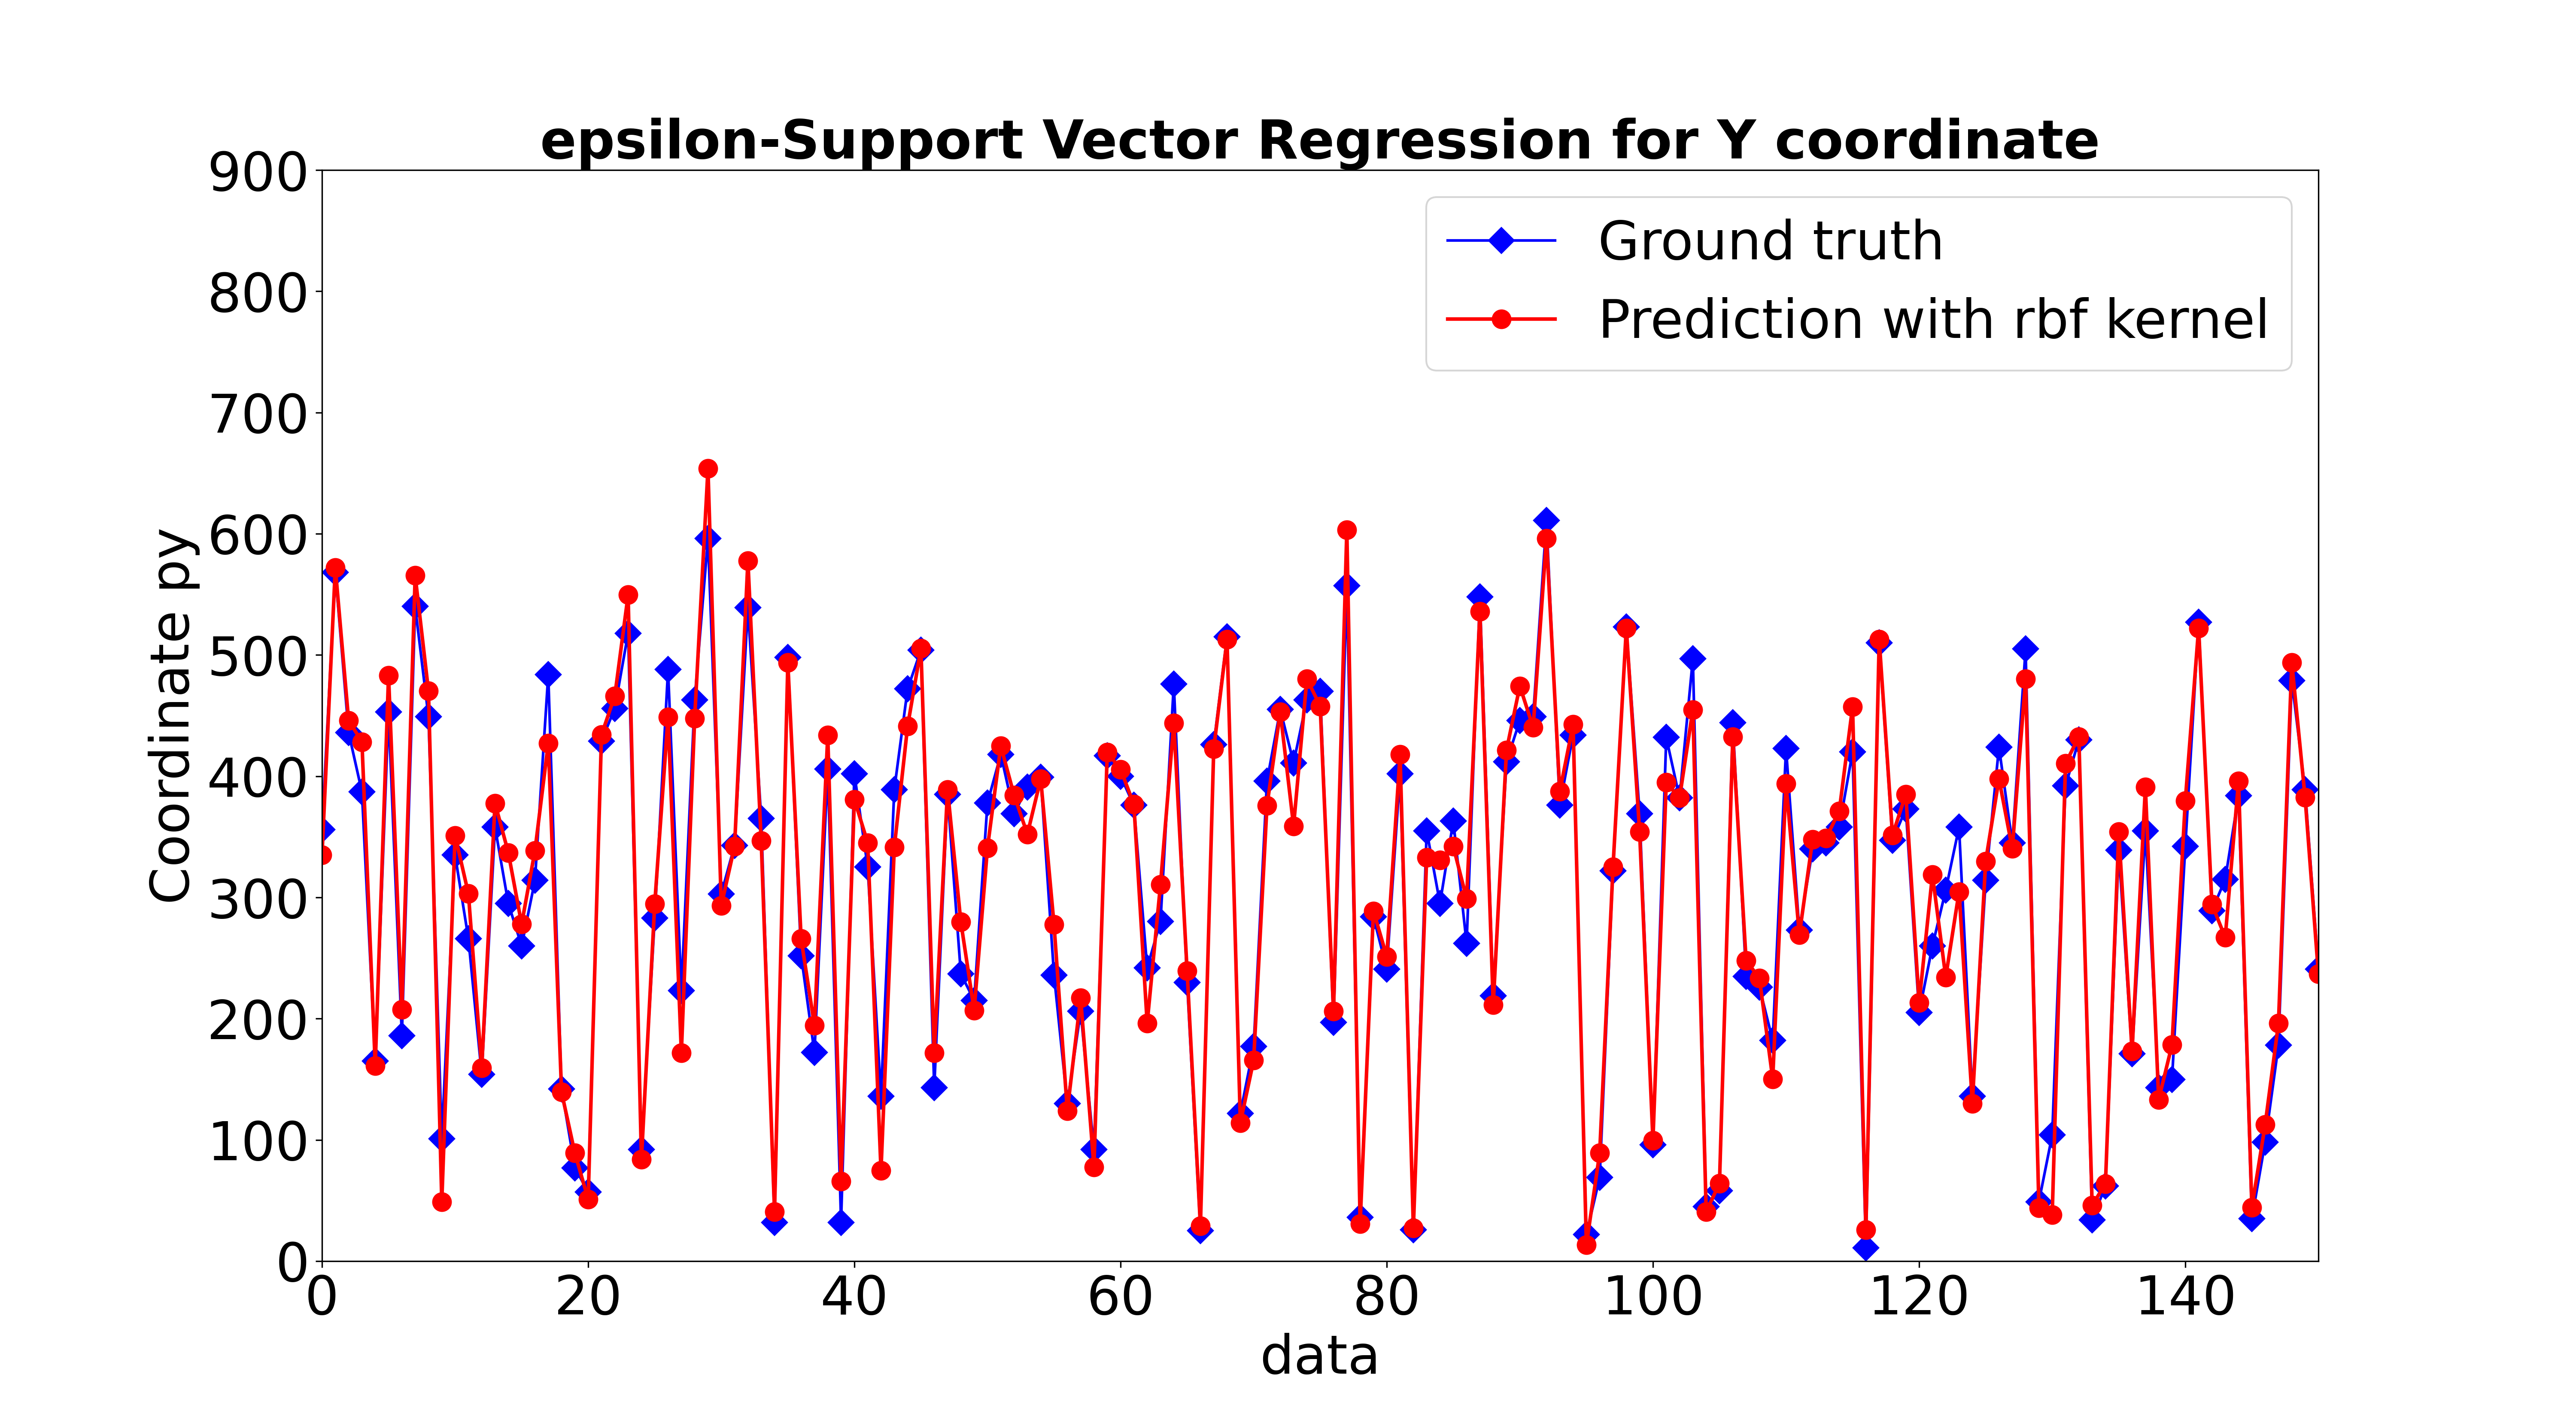 epsilon-Support Vector Regression for Y coordinate
900
800
700
600
500
400
300
200
100
0
Coordinate py
Ground truth
Prediction with rbf kernel
0 20 40 60 80 100 120 140
data